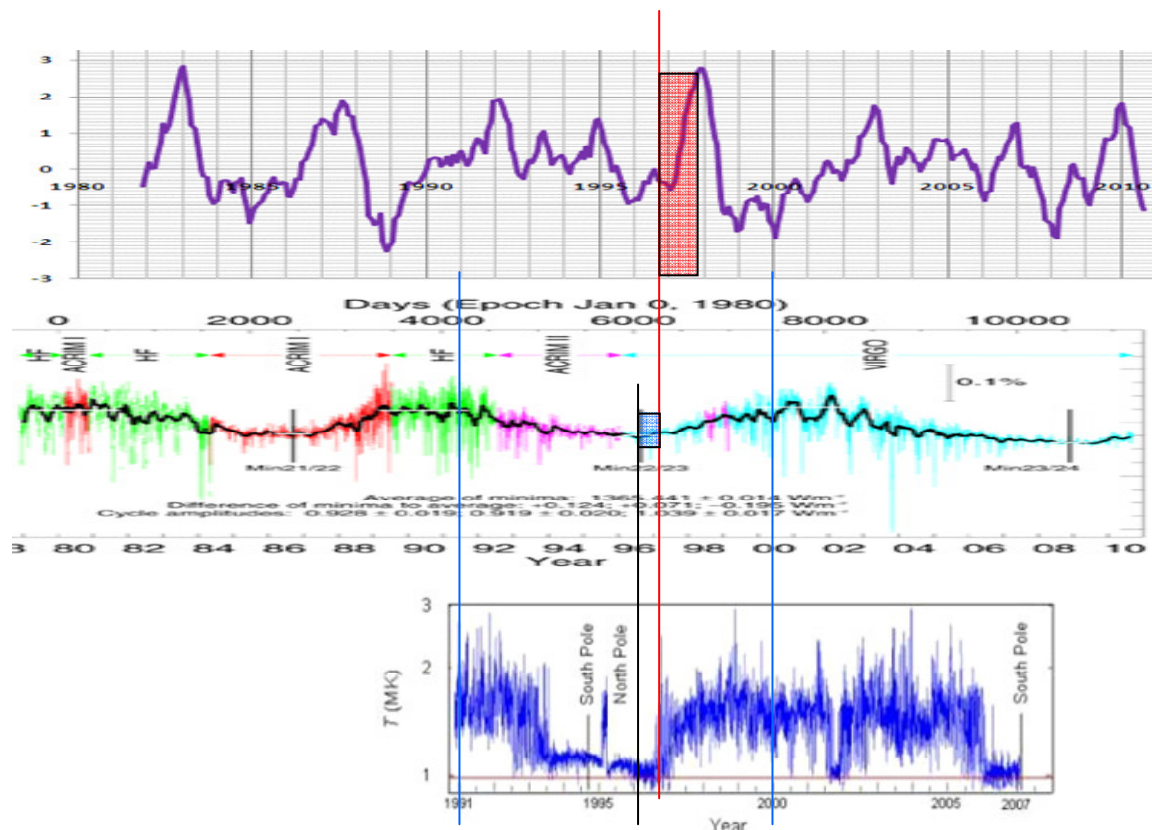 3
2
1
0
1980 1985 1990 1995 2000 2005 2010
-1
-2
-3
Days (Epoch Jan 0, 1980)
0 2000 4000 6000 8000 10000
HF ACRIM I HF ACRIM I HF ACRIM II VIRGO
0.1%
Min21/22 Min22/23 Min23/24
Average of minima: 1365.441 ± 0.014 Wm⁻²
Difference of minima to average: +0.124; +0.071; −0.195 Wm⁻²
Cycle amplitudes: 0.928 ± 0.019; 0.919 ± 0.020; 1.039 ± 0.017 Wm⁻²
80 82 84 86 88 90 92 94 96 98 00 02 04 06 08 10
Year
3
2
1
T (MK)
South Pole
North Pole
South Pole
1991 1995 2000 2005 2007
Year